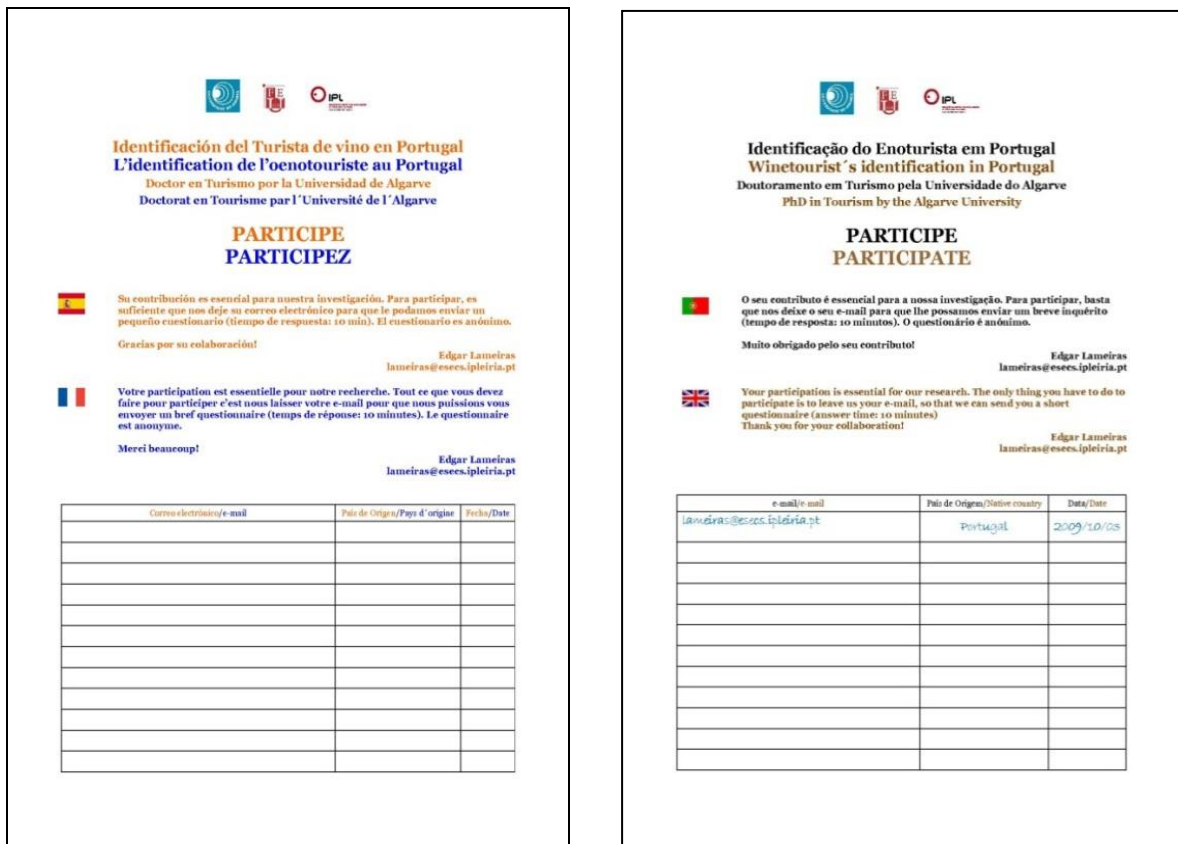 IPL
Identificación del Turista de vino en Portugal
L'identification de l'oenotouriste au Portugal
Doctor en Turismo por la Universidad de Algarve
Doctorat en Tourisme par l´Université de l´Algarve
PARTICIPE
PARTICIPEZ
Su contribución es esencial para nuestra investigación. Para participar, es
suficiente que nos deje su correo electrónico para que le podamos enviar un
pequeño cuestionario (tiempo de respuesta: 10 min). El cuestionario es anónimo.
Gracias por su colaboración!
Edgar Lameiras
lameiras@esecs.ipleiria.pt
Votre participation est essentielle pour notre recherche. Tout ce que vous devez
faire pour participer c'est nous laisser votre e-mail pour que nous puissions vous
envoyer un bref questionnaire (temps de réponse: 10 minutes). Le questionnaire
est anonyme.
Merci beaucoup!
Edgar Lameiras
lameiras@esecs.ipleiria.pt
Correo electrónico/e-mail País de Origen/Pays d´origine Fecha/Date
IPL
Identificação do Enoturista em Portugal
Winetourist´s identification in Portugal
Doutoramento em Turismo pela Universidade do Algarve
PhD in Tourism by the Algarve University
PARTICIPE
PARTICIPATE
O seu contributo é essencial para a nossa investigação. Para participar, basta
que nos deixe o seu e-mail para que lhe possamos enviar um breve inquérito
(tempo de resposta: 10 minutos). O questionário é anónimo.
Muito obrigado pelo seu contributo!
Edgar Lameiras
lameiras@esecs.ipleiria.pt
Your participation is essential for our research. The only thing you have to do to
participate is to leave us your e-mail, so that we can send you a short
questionnaire (answer time: 10 minutes)
Thank you for your collaboration!
Edgar Lameiras
lameiras@esecs.ipleiria.pt
e-mail/e-mail País de Origem/Native country Data/Date
lameiras@esecs.ipleiria.pt Portugal 2009/10/03